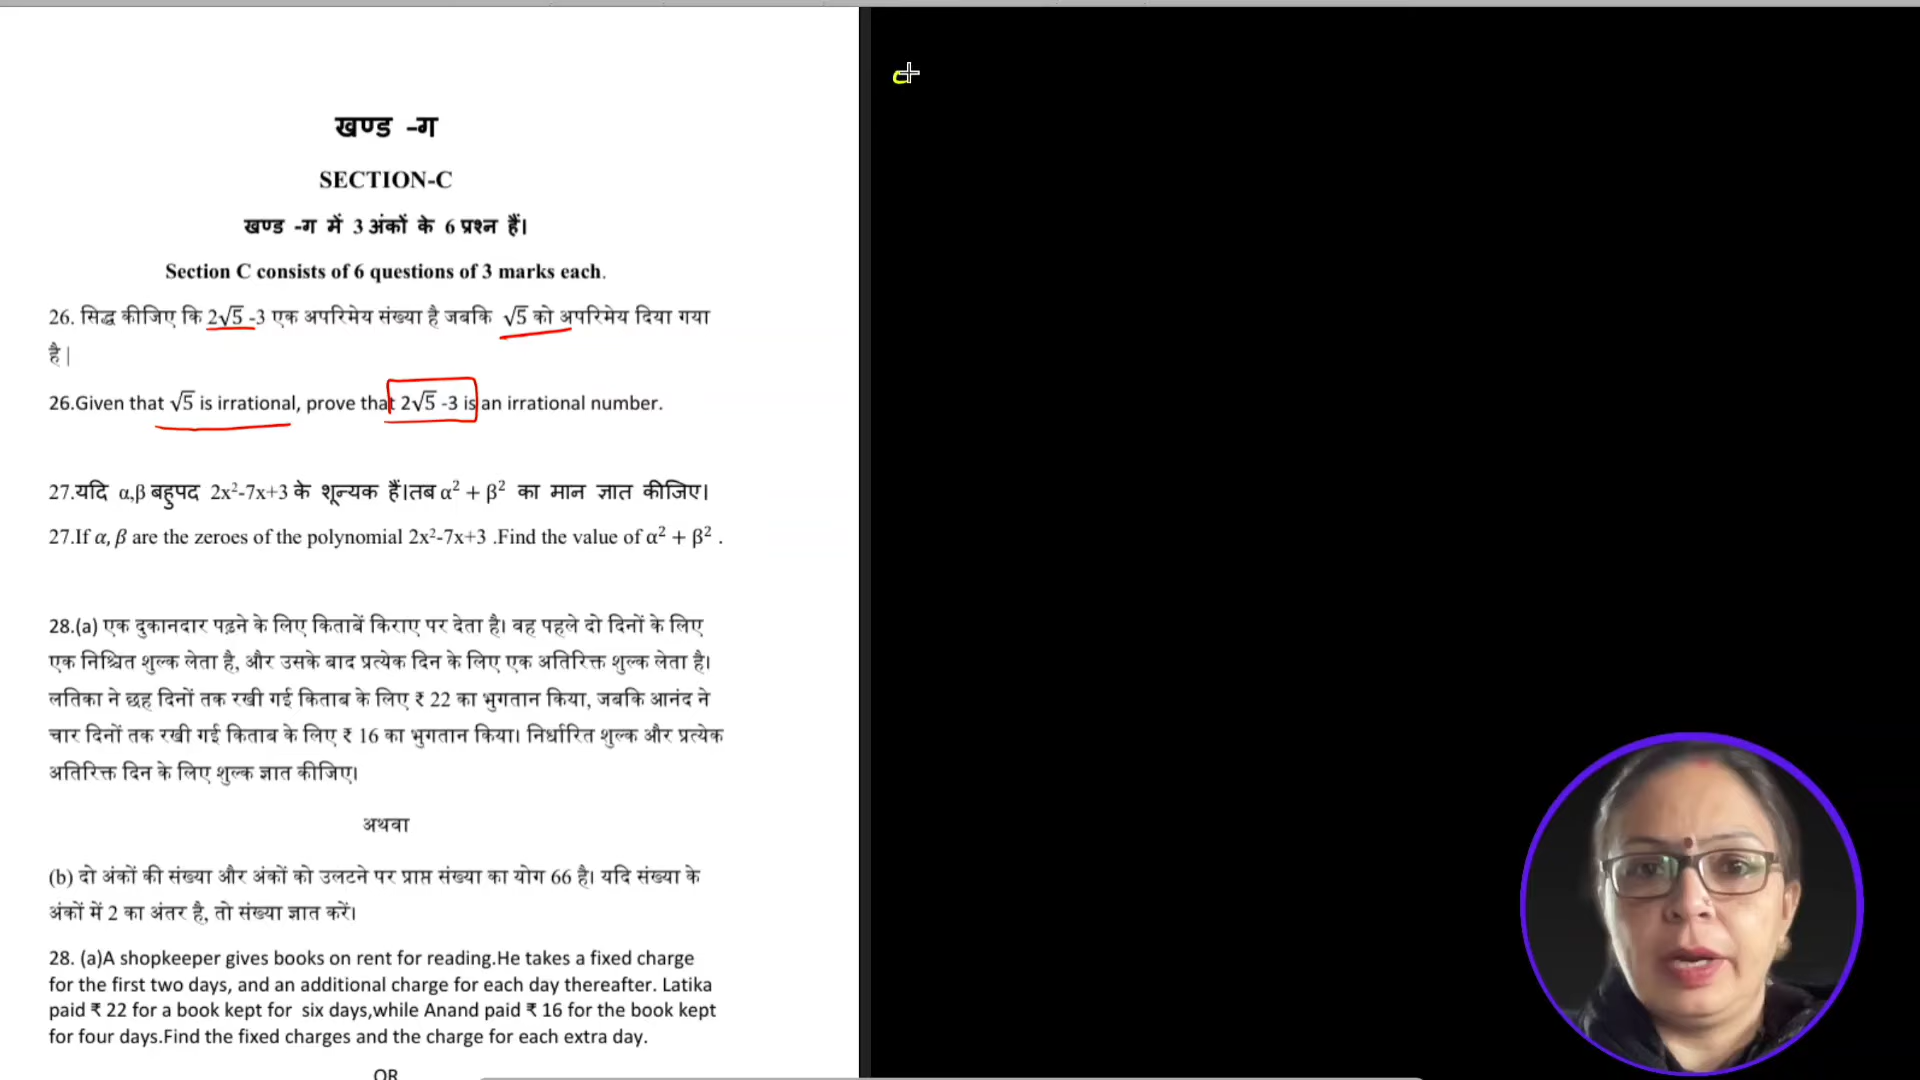 खण्ड -ग
SECTION-C
खण्ड -ग में 3 अंकों के 6 प्रश्न हैं।
Section C consists of 6 questions of 3 marks each.
26. सिद्ध कीजिए कि 2√5 -3 एक अपरिमेय संख्या है जबकि √5 को अपरिमेय दिया गया
है|
26.Given that √5 is irrational, prove that 2√5 -3 is an irrational number.
27.यदि α,β बहुपद 2x²-7x+3 के शून्यक हैं।तब α² + β² का मान ज्ञात कीजिए।
27.If α, β are the zeroes of the polynomial 2x²-7x+3 .Find the value of α² + β² .
28.(a) एक दुकानदार पढ़ने के लिए किताबें किराए पर देता है। वह पहले दो दिनों के लिए
एक निश्चित शुल्क लेता है, और उसके बाद प्रत्येक दिन के लिए एक अतिरिक्त शुल्क लेता है।
लतिका ने छह दिनों तक रखी गई किताब के लिए ₹ 22 का भुगतान किया, जबकि आनंद ने
चार दिनों तक रखी गई किताब के लिए ₹ 16 का भुगतान किया। निर्धारित शुल्क और प्रत्येक
अतिरिक्त दिन के लिए शुल्क ज्ञात कीजिए।
अथवा
(b) दो अंकों की संख्या और अंकों को उलटने पर प्राप्त संख्या का योग 66 है। यदि संख्या के
अंकों में 2 का अंतर है, तो संख्या ज्ञात करें।
28. (a)A shopkeeper gives books on rent for reading.He takes a fixed charge
for the first two days, and an additional charge for each day thereafter. Latika
paid ₹ 22 for a book kept for six days,while Anand paid ₹ 16 for the book kept
for four days.Find the fixed charges and the charge for each extra day.
OR